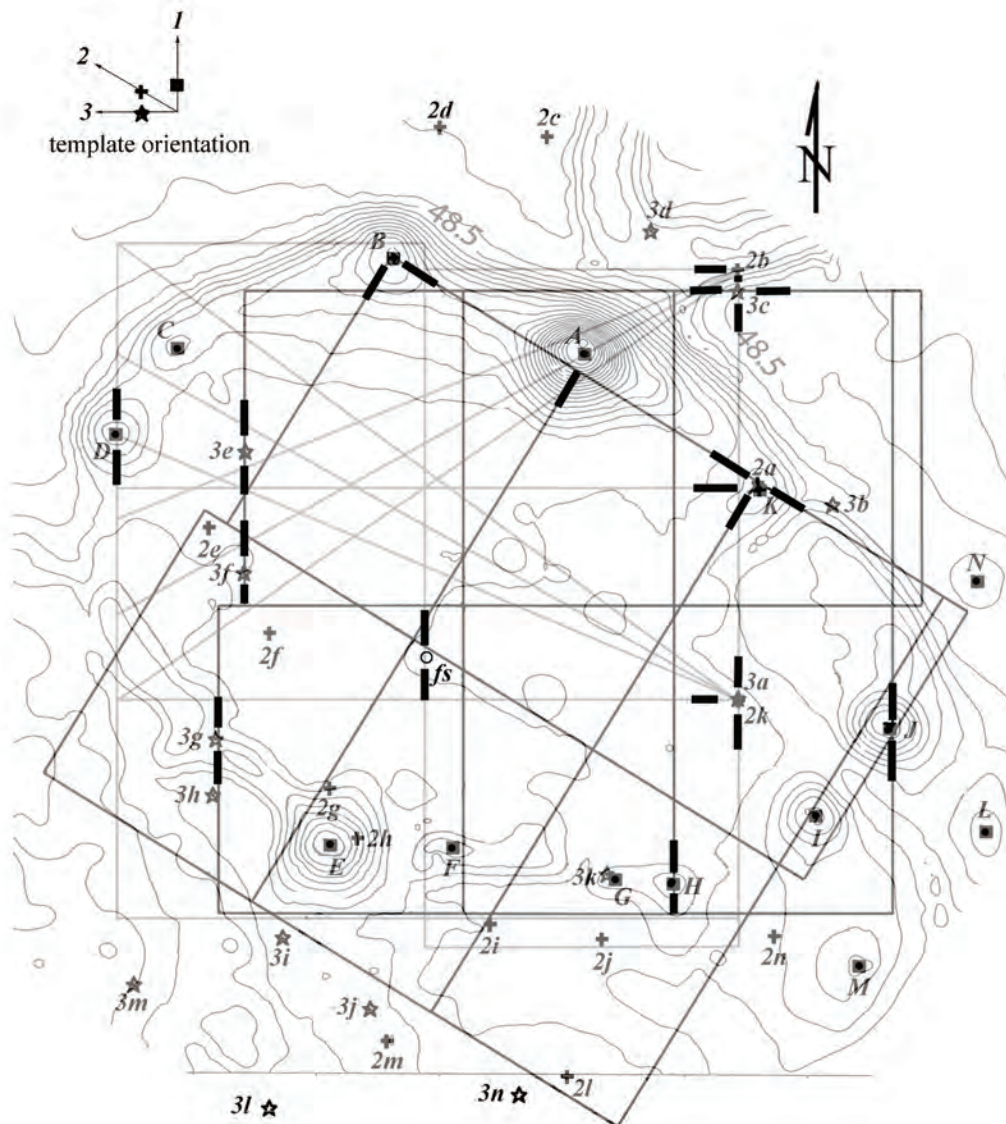 1
2
3
template orientation
N
2d
2c
3d
48.5
B
2b
3c
A
C
48.5
D
3e
2a
K
3b
2e
3f
N
2f
fs
3a
2k
3g
J
3h
2g
2h
I
L
E
F
3k
G
H
3i
2i
2j
2n
M
3m
3j
2m
2l
3n
3l